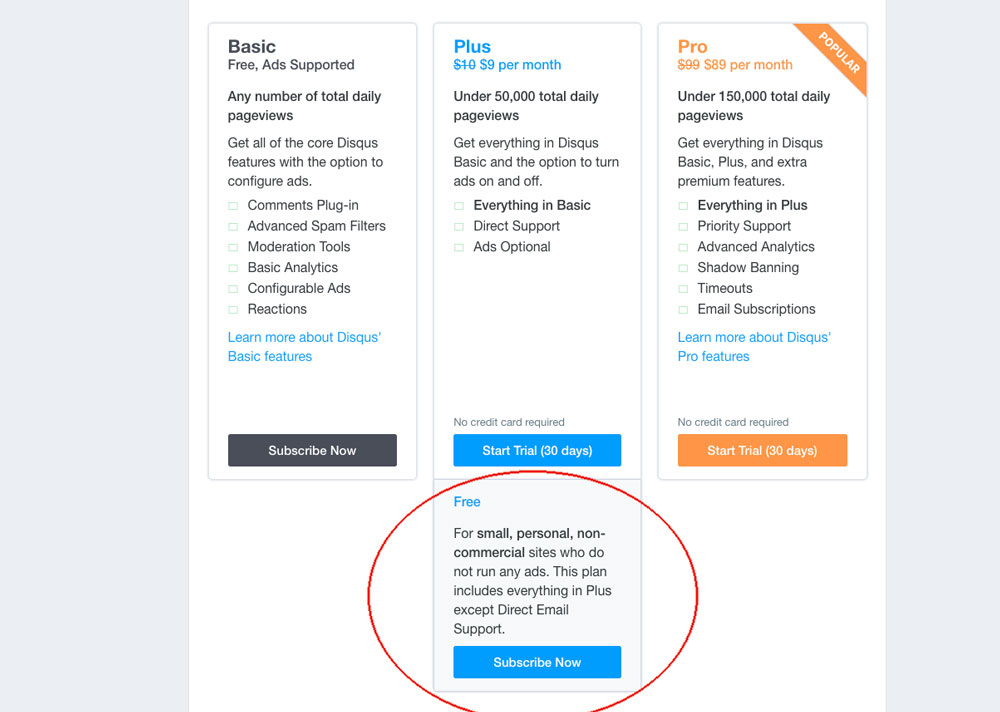 Basic
Free, Ads Supported
Any number of total daily
pageviews
Get all of the core Disqus
features with the option to
configure ads.
Comments Plug-in
Advanced Spam Filters
Moderation Tools
Basic Analytics
Configurable Ads
Reactions
Learn more about Disqus'
Basic features
Subscribe Now
Plus
$10 $9 per month
Under 50,000 total daily
pageviews
Get everything in Disqus
Basic and the option to turn
ads on and off.
Everything in Basic
Direct Support
Ads Optional
No credit card required
Start Trial (30 days)
Free
For small, personal, non-
commercial sites who do
not run any ads. This plan
includes everything in Plus
except Direct Email
Support.
Subscribe Now
Pro
$99 $89 per month
POPULAR
Under 150,000 total daily
pageviews
Get everything in Disqus
Basic, Plus, and extra
premium features.
Everything in Plus
Priority Support
Advanced Analytics
Shadow Banning
Timeouts
Email Subscriptions
Learn more about Disqus'
Pro features
No credit card required
Start Trial (30 days)